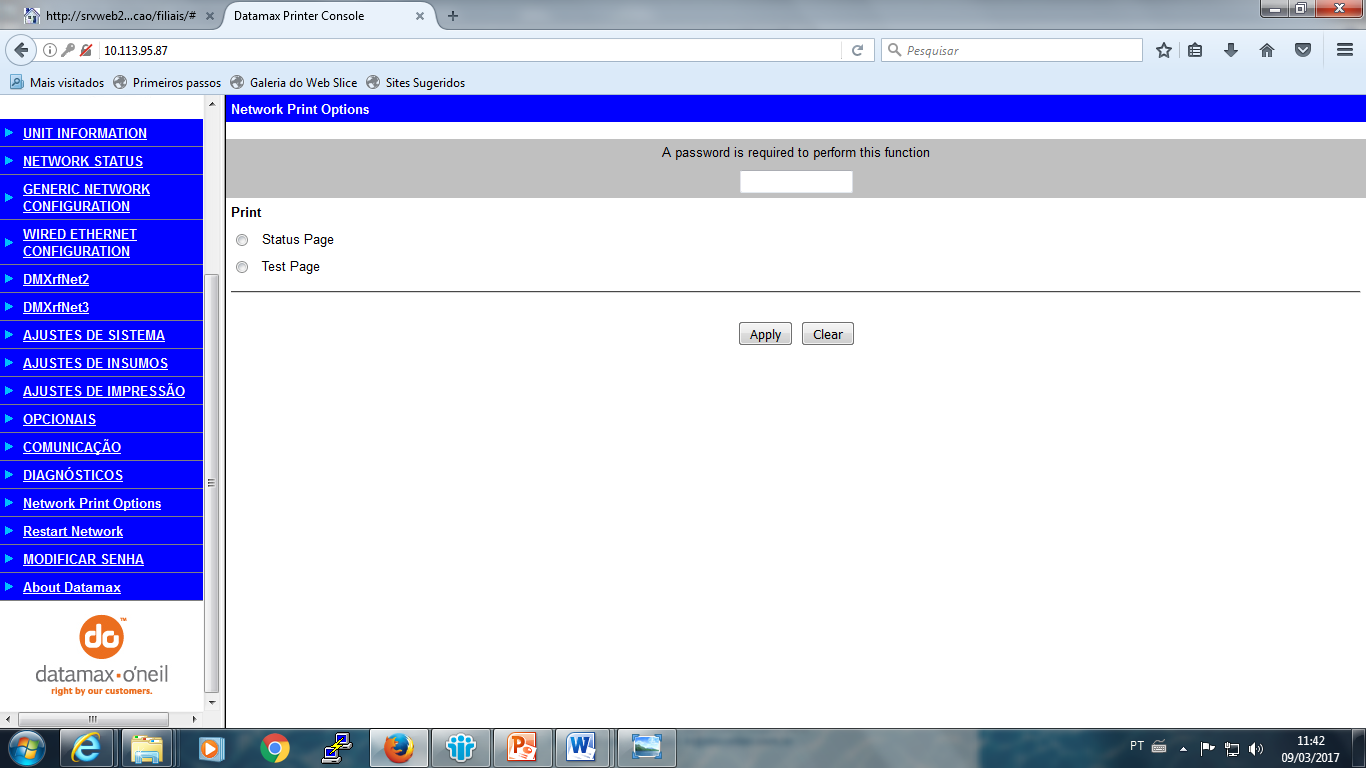 http://srvweb2...cao/filiais/#
Datamax Printer Console
10.113.95.87
Pesquisar
Mais visitados
Primeiros passos
Galeria do Web Slice
Sites Sugeridos
UNIT INFORMATION
NETWORK STATUS
GENERIC NETWORK
CONFIGURATION
WIRED ETHERNET
CONFIGURATION
DMXrfNet2
DMXrfNet3
AJUSTES DE SISTEMA
AJUSTES DE INSUMOS
AJUSTES DE IMPRESSÃO
OPCIONAIS
COMUNICAÇÃO
DIAGNÓSTICOS
Network Print Options
Restart Network
MODIFICAR SENHA
About Datamax
do™
datamax·o'neil
right by our customers.
Network Print Options
A password is required to perform this function
Print
Status Page
Test Page
Apply
Clear
PT
11:42
09/03/2017